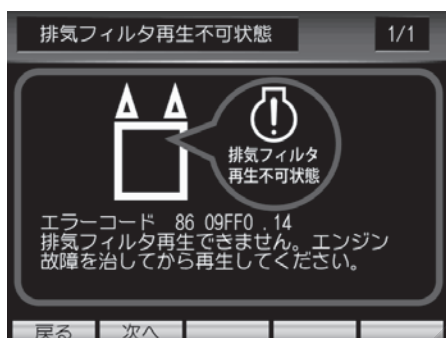 排気フィルタ再生不可状態
1/1
排気フィルタ
再生不可状態
エラーコード 86 09FF0 . 14
排気フィルタ再生できません。エンジン
故障を治してから再生してください。
戻る 次へ